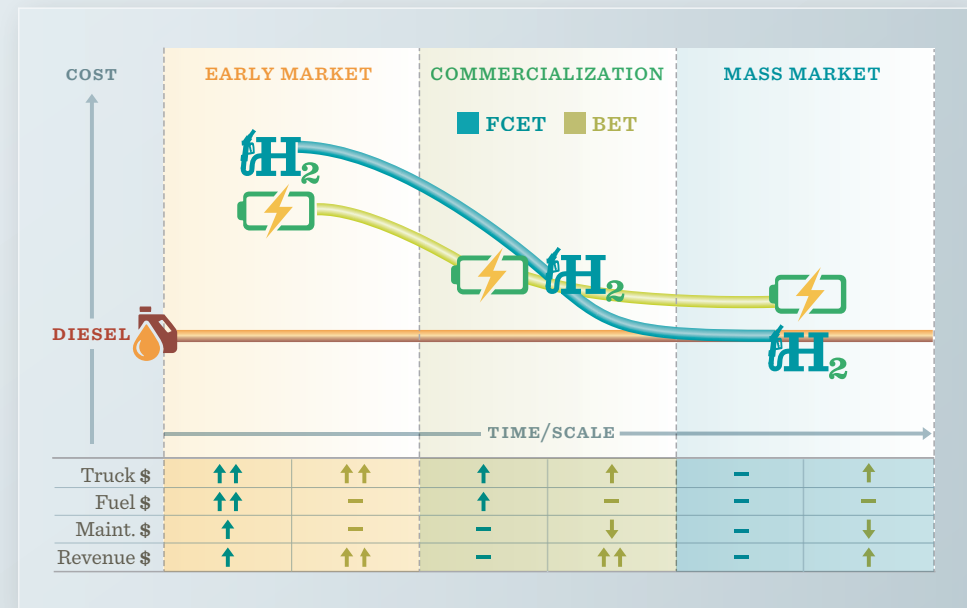 COST
EARLY MARKET
COMMERCIALIZATION
MASS MARKET
FCET
BET
H2
H2
DIESEL
H2
TIME/SCALE
Truck $ ↑↑ ↑↑ ↑ ↑ – ↑
Fuel $ ↑↑ – ↑ – – –
Maint. $ ↑ – – ↓ – ↓
Revenue $ ↑ ↑↑ – ↑↑ – ↑